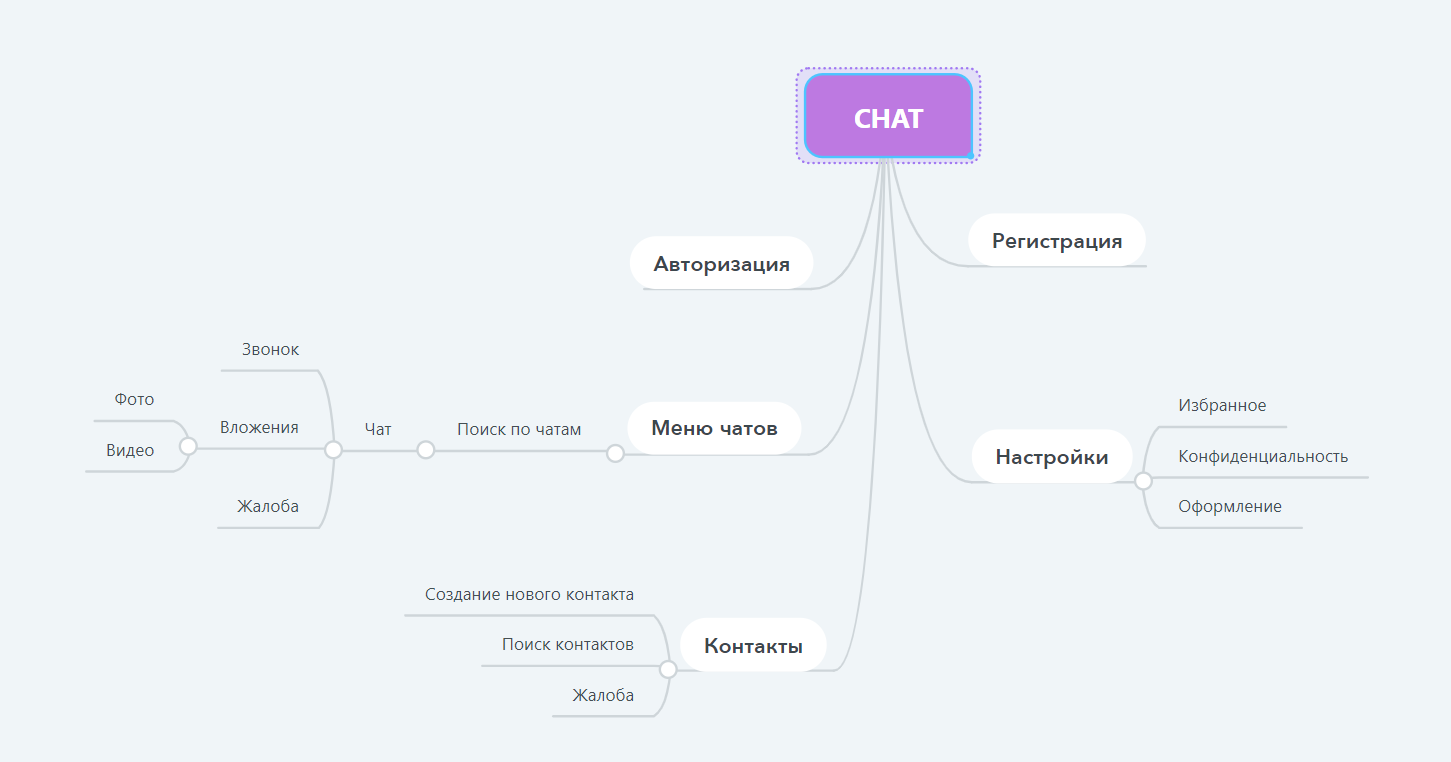 CHAT
Регистрация
Авторизация
Звонок
Фото
Вложения
Видео
Чат
Поиск по чатам
Меню чатов
Жалоба
Настройки
Избранное
Конфиденциальность
Оформление
Создание нового контакта
Поиск контактов
Контакты
Жалоба